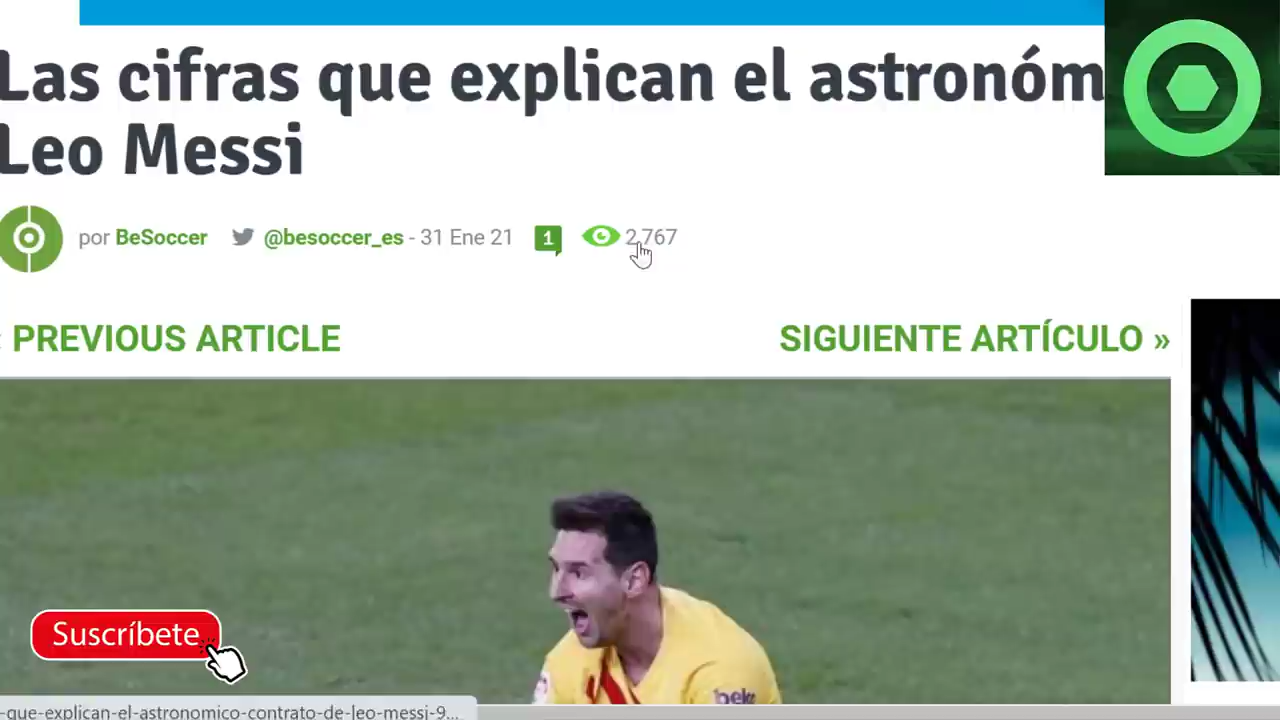 Las cifras que explican el astronóm
Leo Messi
por BeSoccer @besoccer_es - 31 Ene 21 1 2,767
PREVIOUS ARTICLE
SIGUIENTE ARTÍCULO »
beko
Suscríbete
-que-explican-el-astronomico-contrato-de-leo-messi-9...